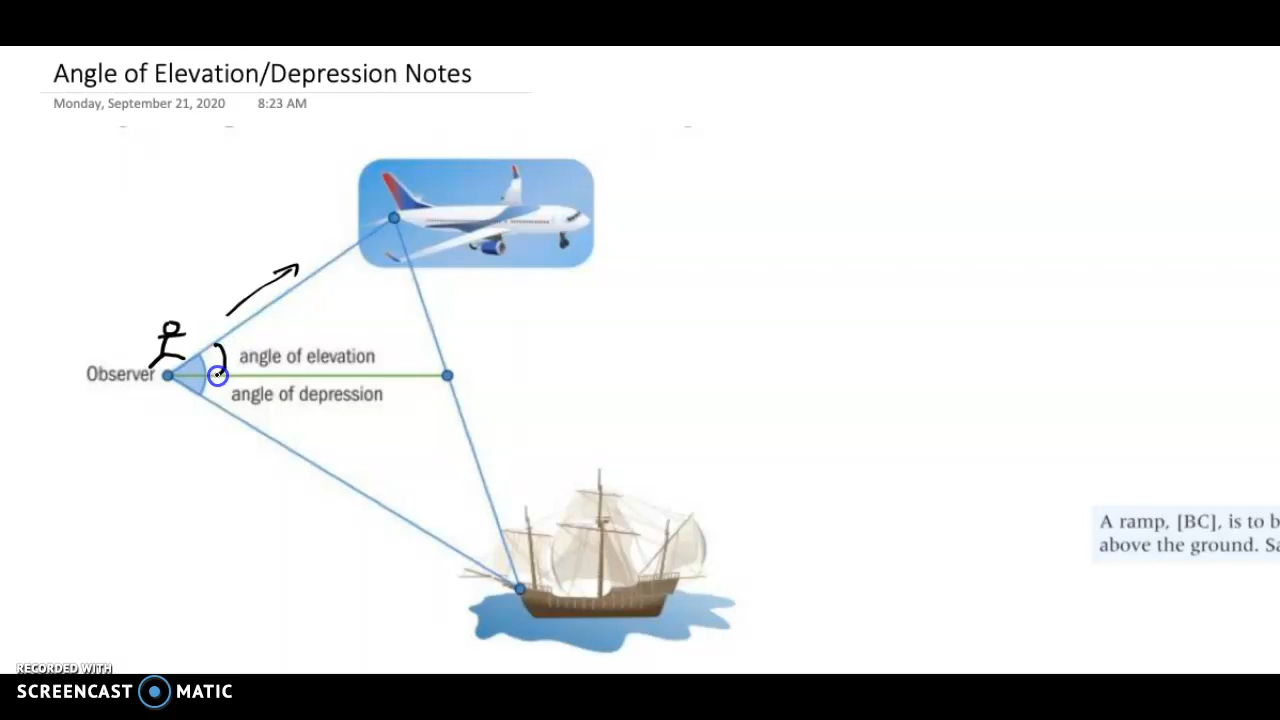 Angle of Elevation/Depression Notes
Monday, September 21, 2020 8:23 AM
angle of elevation
Observer
angle of depression
A ramp, [BC], is to b
above the ground. Sa
RECORDED WITH
SCREENCAST MATIC